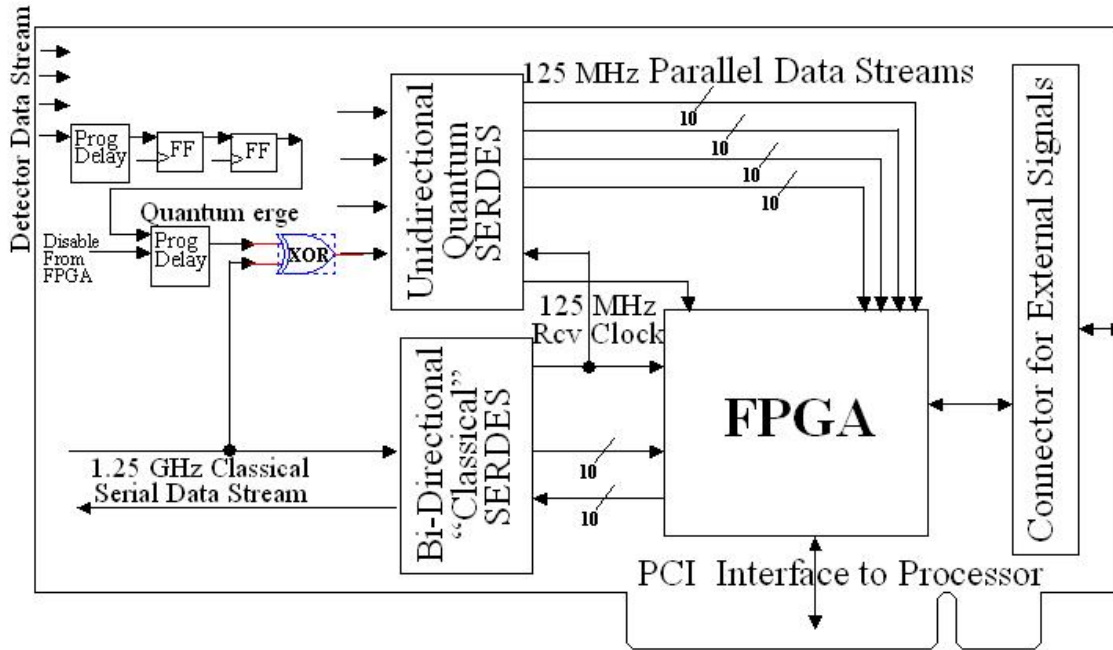 Detector Data Stream
125 MHz Parallel Data Streams
Prog
Delay
FF
FF
10
10
10
10
Unidirectional
Quantum
SERDES
Quantum erge
Disable
From
FPGA
Prog
Delay
XOR
125 MHz
Rcv Clock
Bi-Directional
“Classical”
SERDES
FPGA
Connector for External Signals
1.25 GHz Classical
Serial Data Stream
10
10
PCI Interface to Processor